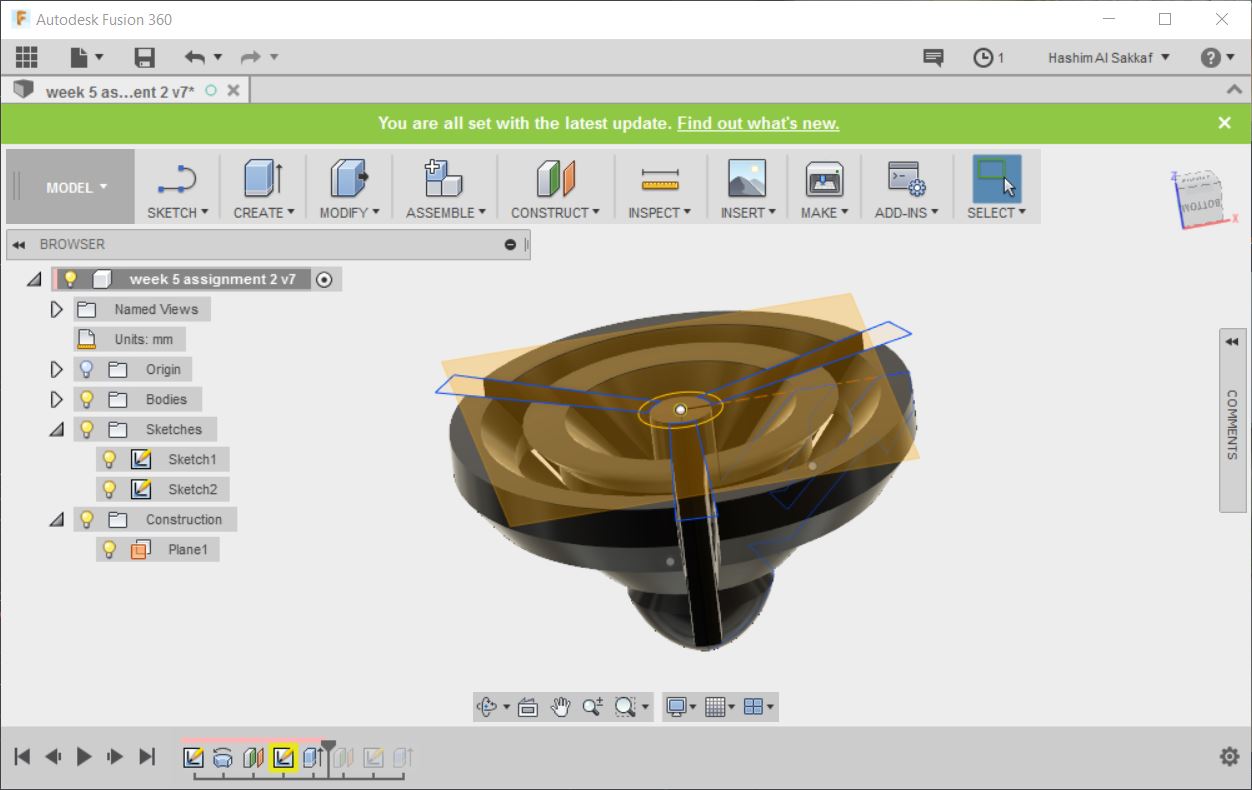 Autodesk Fusion 360
1
Hashim Al Sakkaf
week 5 as...ent 2 v7*
You are all set with the latest update. Find out what's new.
MODEL
SKETCH
CREATE
MODIFY
ASSEMBLE
CONSTRUCT
INSPECT
INSERT
MAKE
ADD-INS
SELECT
Z
BOTTOM
X
BROWSER
week 5 assignment 2 v7
Named Views
Units: mm
Origin
Bodies
Sketches
Sketch1
Sketch2
Construction
Plane1
COMMENTS